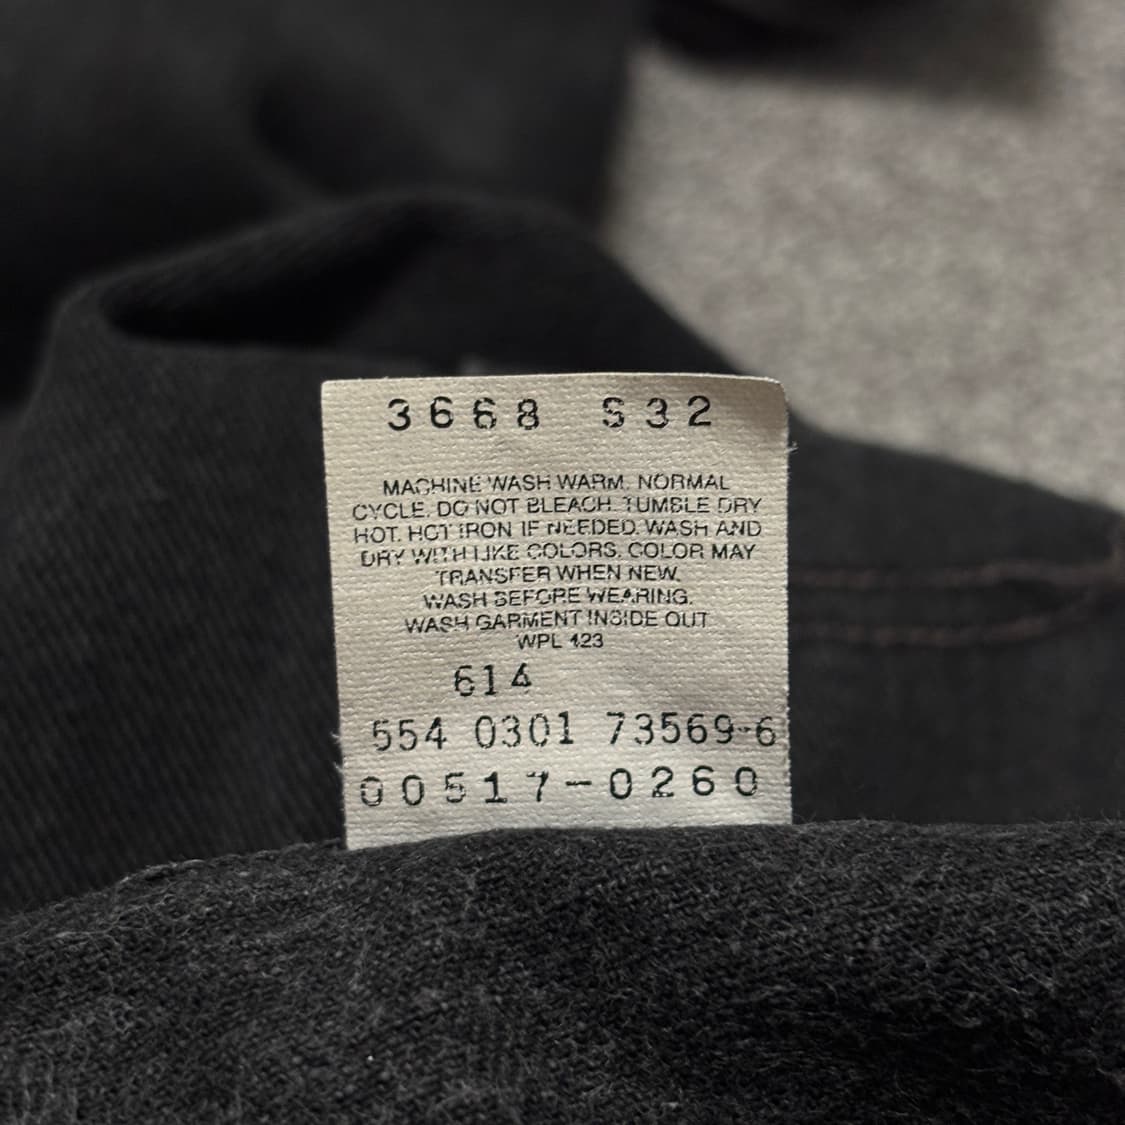 3668 S32
MACHINE WASH WARM, NORMAL
CYCLE. DO NOT BLEACH. TUMBLE DRY
HOT. HOT IRON IF NEEDED. WASH AND
DRY WITH LIKE COLORS. COLOR MAY
TRANSFER WHEN NEW.
WASH BEFORE WEARING.
WASH GARMENT INSIDE OUT
WPL 423
614
554 0301 73569-6
00517-0260